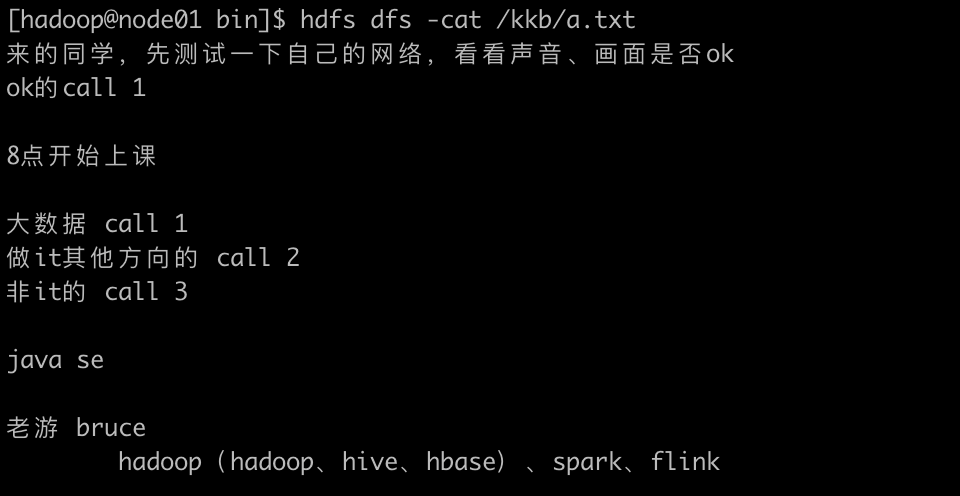 [hadoop@node01 bin]$ hdfs dfs -cat /kkb/a.txt
来的同学，先测试一下自己的网络，看看声音、画面是否ok
ok的call 1
8点开始上课
大数据 call 1
做it其他方向的 call 2
非it的 call 3
java se
老游 bruce
hadoop（hadoop、hive、hbase）、spark、flink